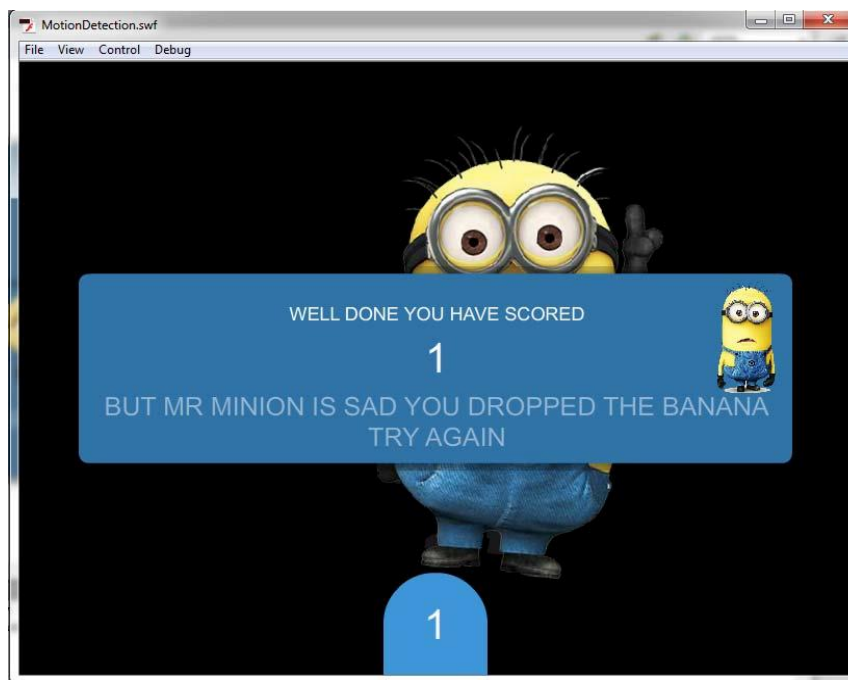 MotionDetection.swf
File View Control Debug
WELL DONE YOU HAVE SCORED
1
BUT MR MINION IS SAD YOU DROPPED THE BANANA
TRY AGAIN
1